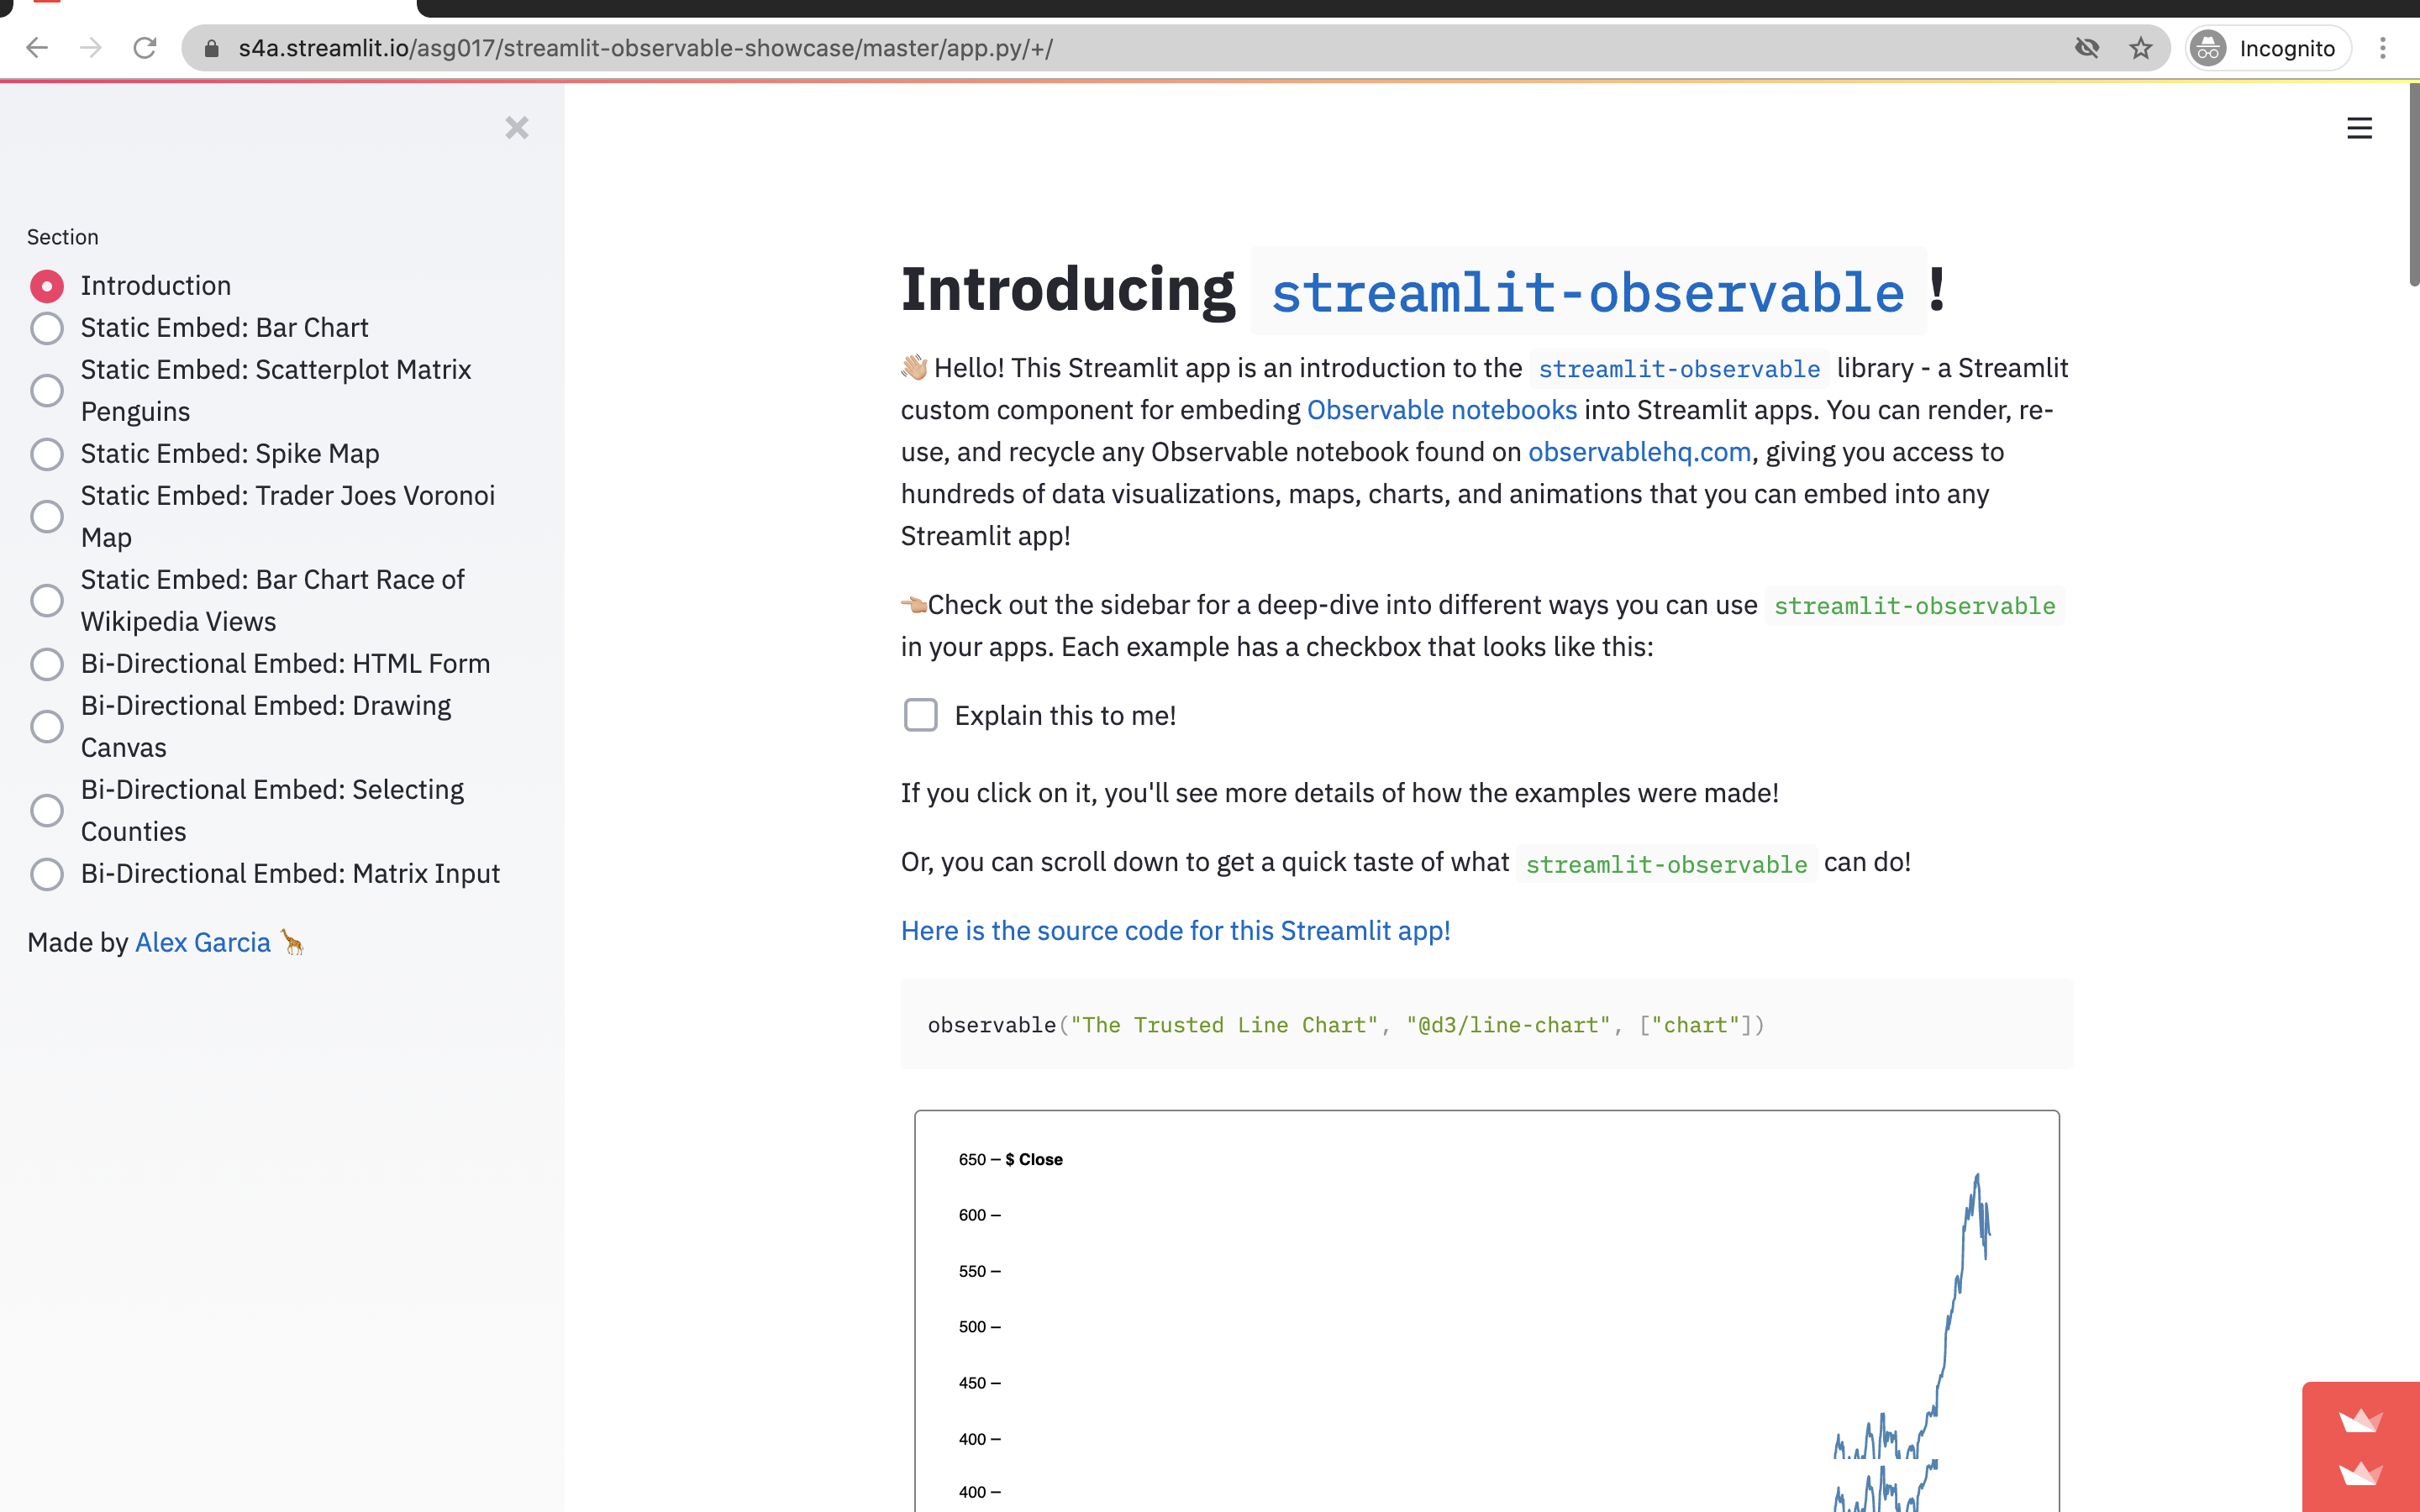 s4a.streamlit.io/asg017/streamlit-observable-showcase/master/app.py/+/
Incognito
Section
Introduction
Static Embed: Bar Chart
Static Embed: Scatterplot Matrix
Penguins
Static Embed: Spike Map
Static Embed: Trader Joes Voronoi
Map
Static Embed: Bar Chart Race of
Wikipedia Views
Bi-Directional Embed: HTML Form
Bi-Directional Embed: Drawing
Canvas
Bi-Directional Embed: Selecting
Counties
Bi-Directional Embed: Matrix Input
Made by Alex Garcia 🦒
Introducing streamlit-observable!
👋🏼 Hello! This Streamlit app is an introduction to the streamlit-observable library - a Streamlit
custom component for embeding Observable notebooks into Streamlit apps. You can render, re-
use, and recycle any Observable notebook found on observablehq.com, giving you access to
hundreds of data visualizations, maps, charts, and animations that you can embed into any
Streamlit app!
👈🏼Check out the sidebar for a deep-dive into different ways you can use streamlit-observable
in your apps. Each example has a checkbox that looks like this:
Explain this to me!
If you click on it, you'll see more details of how the examples were made!
Or, you can scroll down to get a quick taste of what streamlit-observable can do!
Here is the source code for this Streamlit app!
observable("The Trusted Line Chart", "@d3/line-chart", ["chart"])
650 $ Close
600
550
500
450
400
400